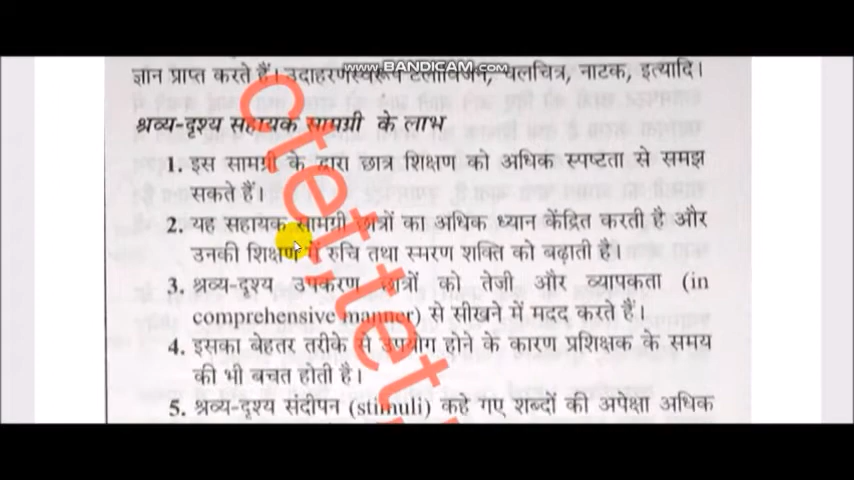 www.BANDICAM.com
ज्ञान प्राप्त करते हैं। उदाहरणस्वरूप टेलीविजन, चलचित्र, नाटक, इत्यादि।
श्रव्य-दृश्य सहायक सामग्री के लाभ
1. इस सामग्री के द्वारा छात्र शिक्षण को अधिक स्पष्टता से समझ
सकते हैं।
2. यह सहायक सामग्री छात्रों का अधिक ध्यान केंद्रित करती है और
उनकी शिक्षण में रुचि तथा स्मरण शक्ति को बढ़ाती है।
3. श्रव्य-दृश्य उपकरण छात्रों को तेजी और व्यापकता (in
comprehensive manner) से सीखने में मदद करते हैं।
4. इसका बेहतर तरीके से उपयोग होने के कारण प्रशिक्षक के समय
की भी बचत होती है।
5. श्रव्य-दृश्य संदीपन (stimuli) कहे गए शब्दों की अपेक्षा अधिक
Ctet,tet,